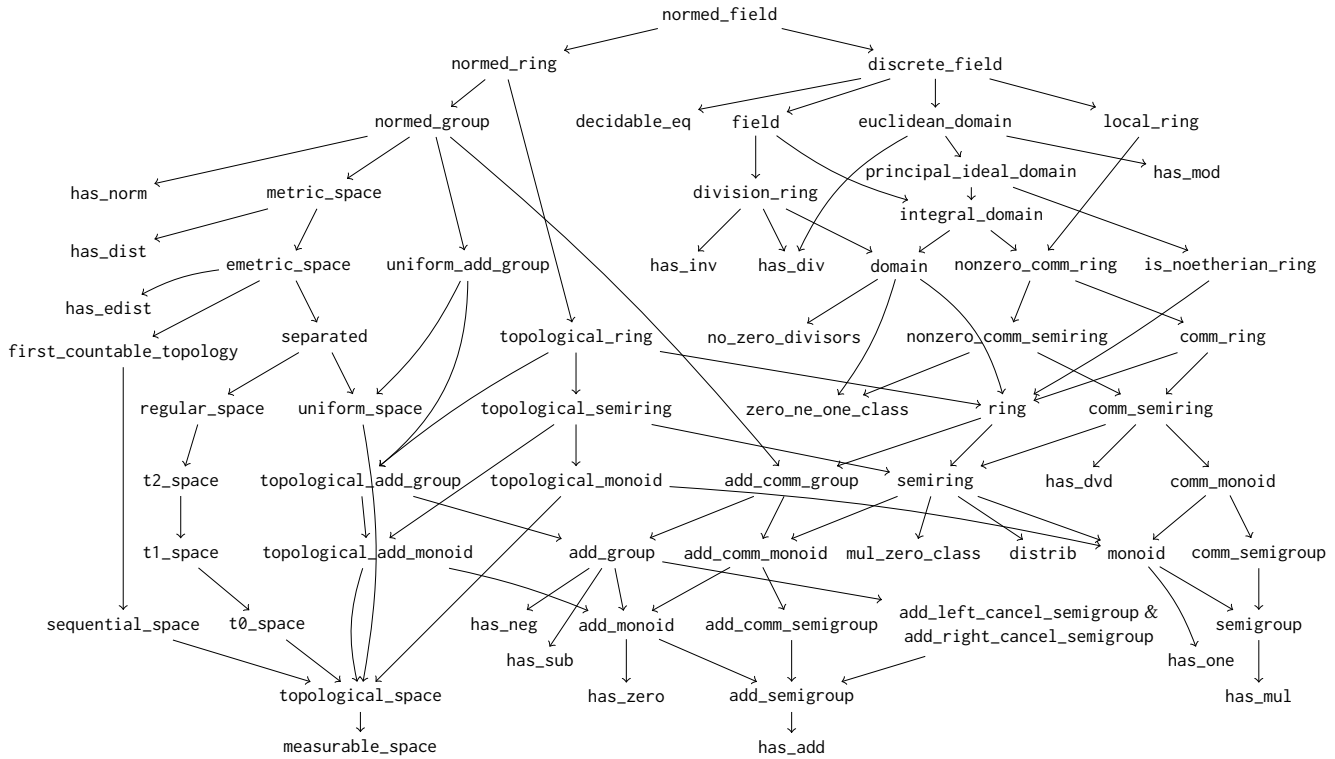 normed_field
normed_ring
discrete_field
normed_group
decidable_eq
field
euclidean_domain
local_ring
has_norm
metric_space
division_ring
principal_ideal_domain
has_mod
integral_domain
has_dist
emetric_space
uniform_add_group
has_inv
has_div
domain
nonzero_comm_ring
is_noetherian_ring
has_edist
first_countable_topology
separated
topological_ring
no_zero_divisors
nonzero_comm_semiring
comm_ring
regular_space
uniform_space
topological_semiring
zero_ne_one_class
ring
comm_semiring
t2_space
topological_add_group
topological_monoid
add_comm_group
semiring
has_dvd
comm_monoid
t1_space
topological_add_monoid
add_group
add_comm_monoid
mul_zero_class
distrib
monoid
comm_semigroup
sequential_space
t0_space
has_neg
add_monoid
add_comm_semigroup
add_left_cancel_semigroup &
add_right_cancel_semigroup
semigroup
has_sub
has_one
topological_space
has_zero
add_semigroup
has_mul
measurable_space
has_add